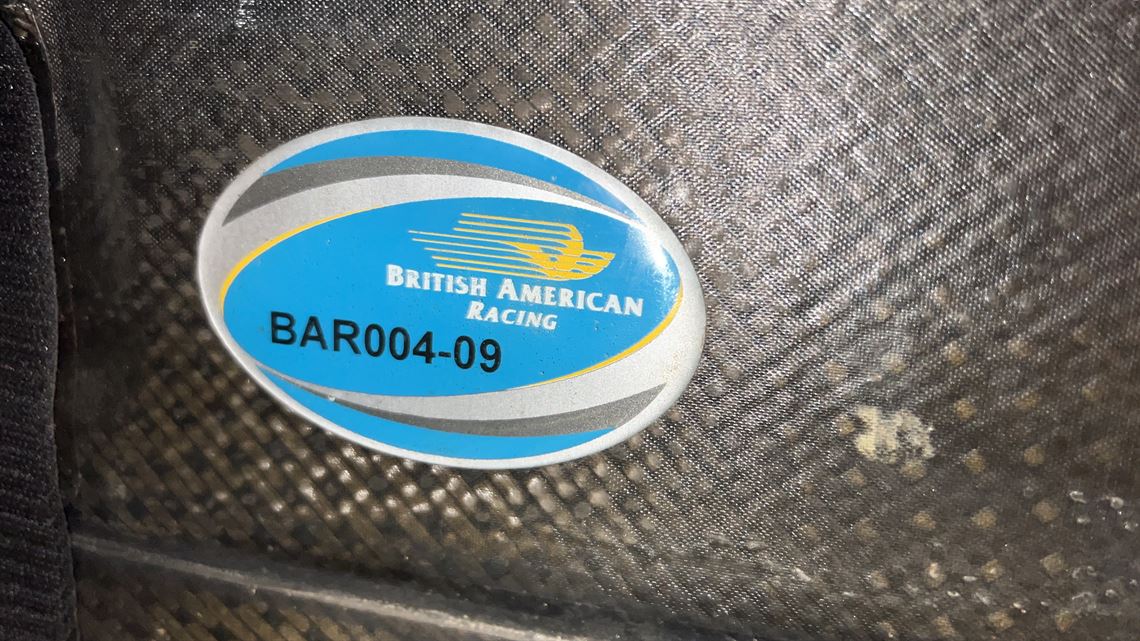 BRITISH AMERICAN
RACING
BAR004-09